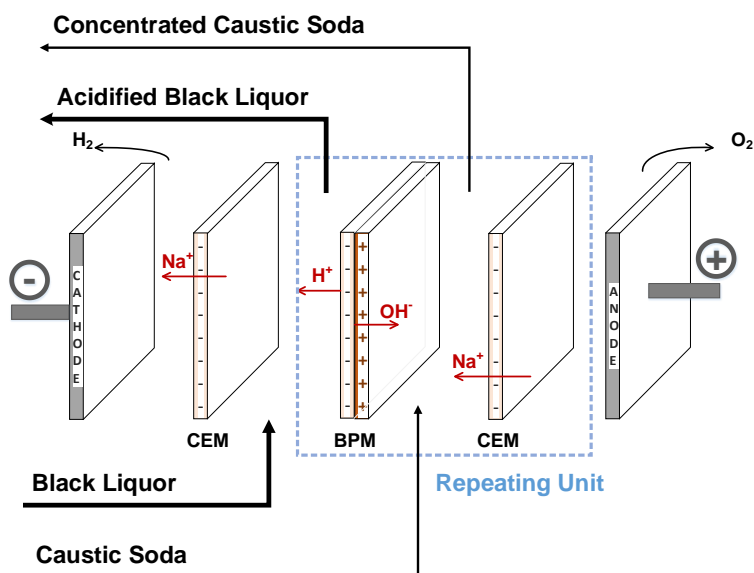 Concentrated Caustic Soda
Acidified Black Liquor
H₂
O₂
Na⁺
H⁺
OH⁻
Na⁺
-
+
CATHODE
ANODE
- - - - - - - -
- - - - - - - -
+ + + + + + + +
- - - - - - - -
CEM
BPM
CEM
Black Liquor
Repeating Unit
Caustic Soda